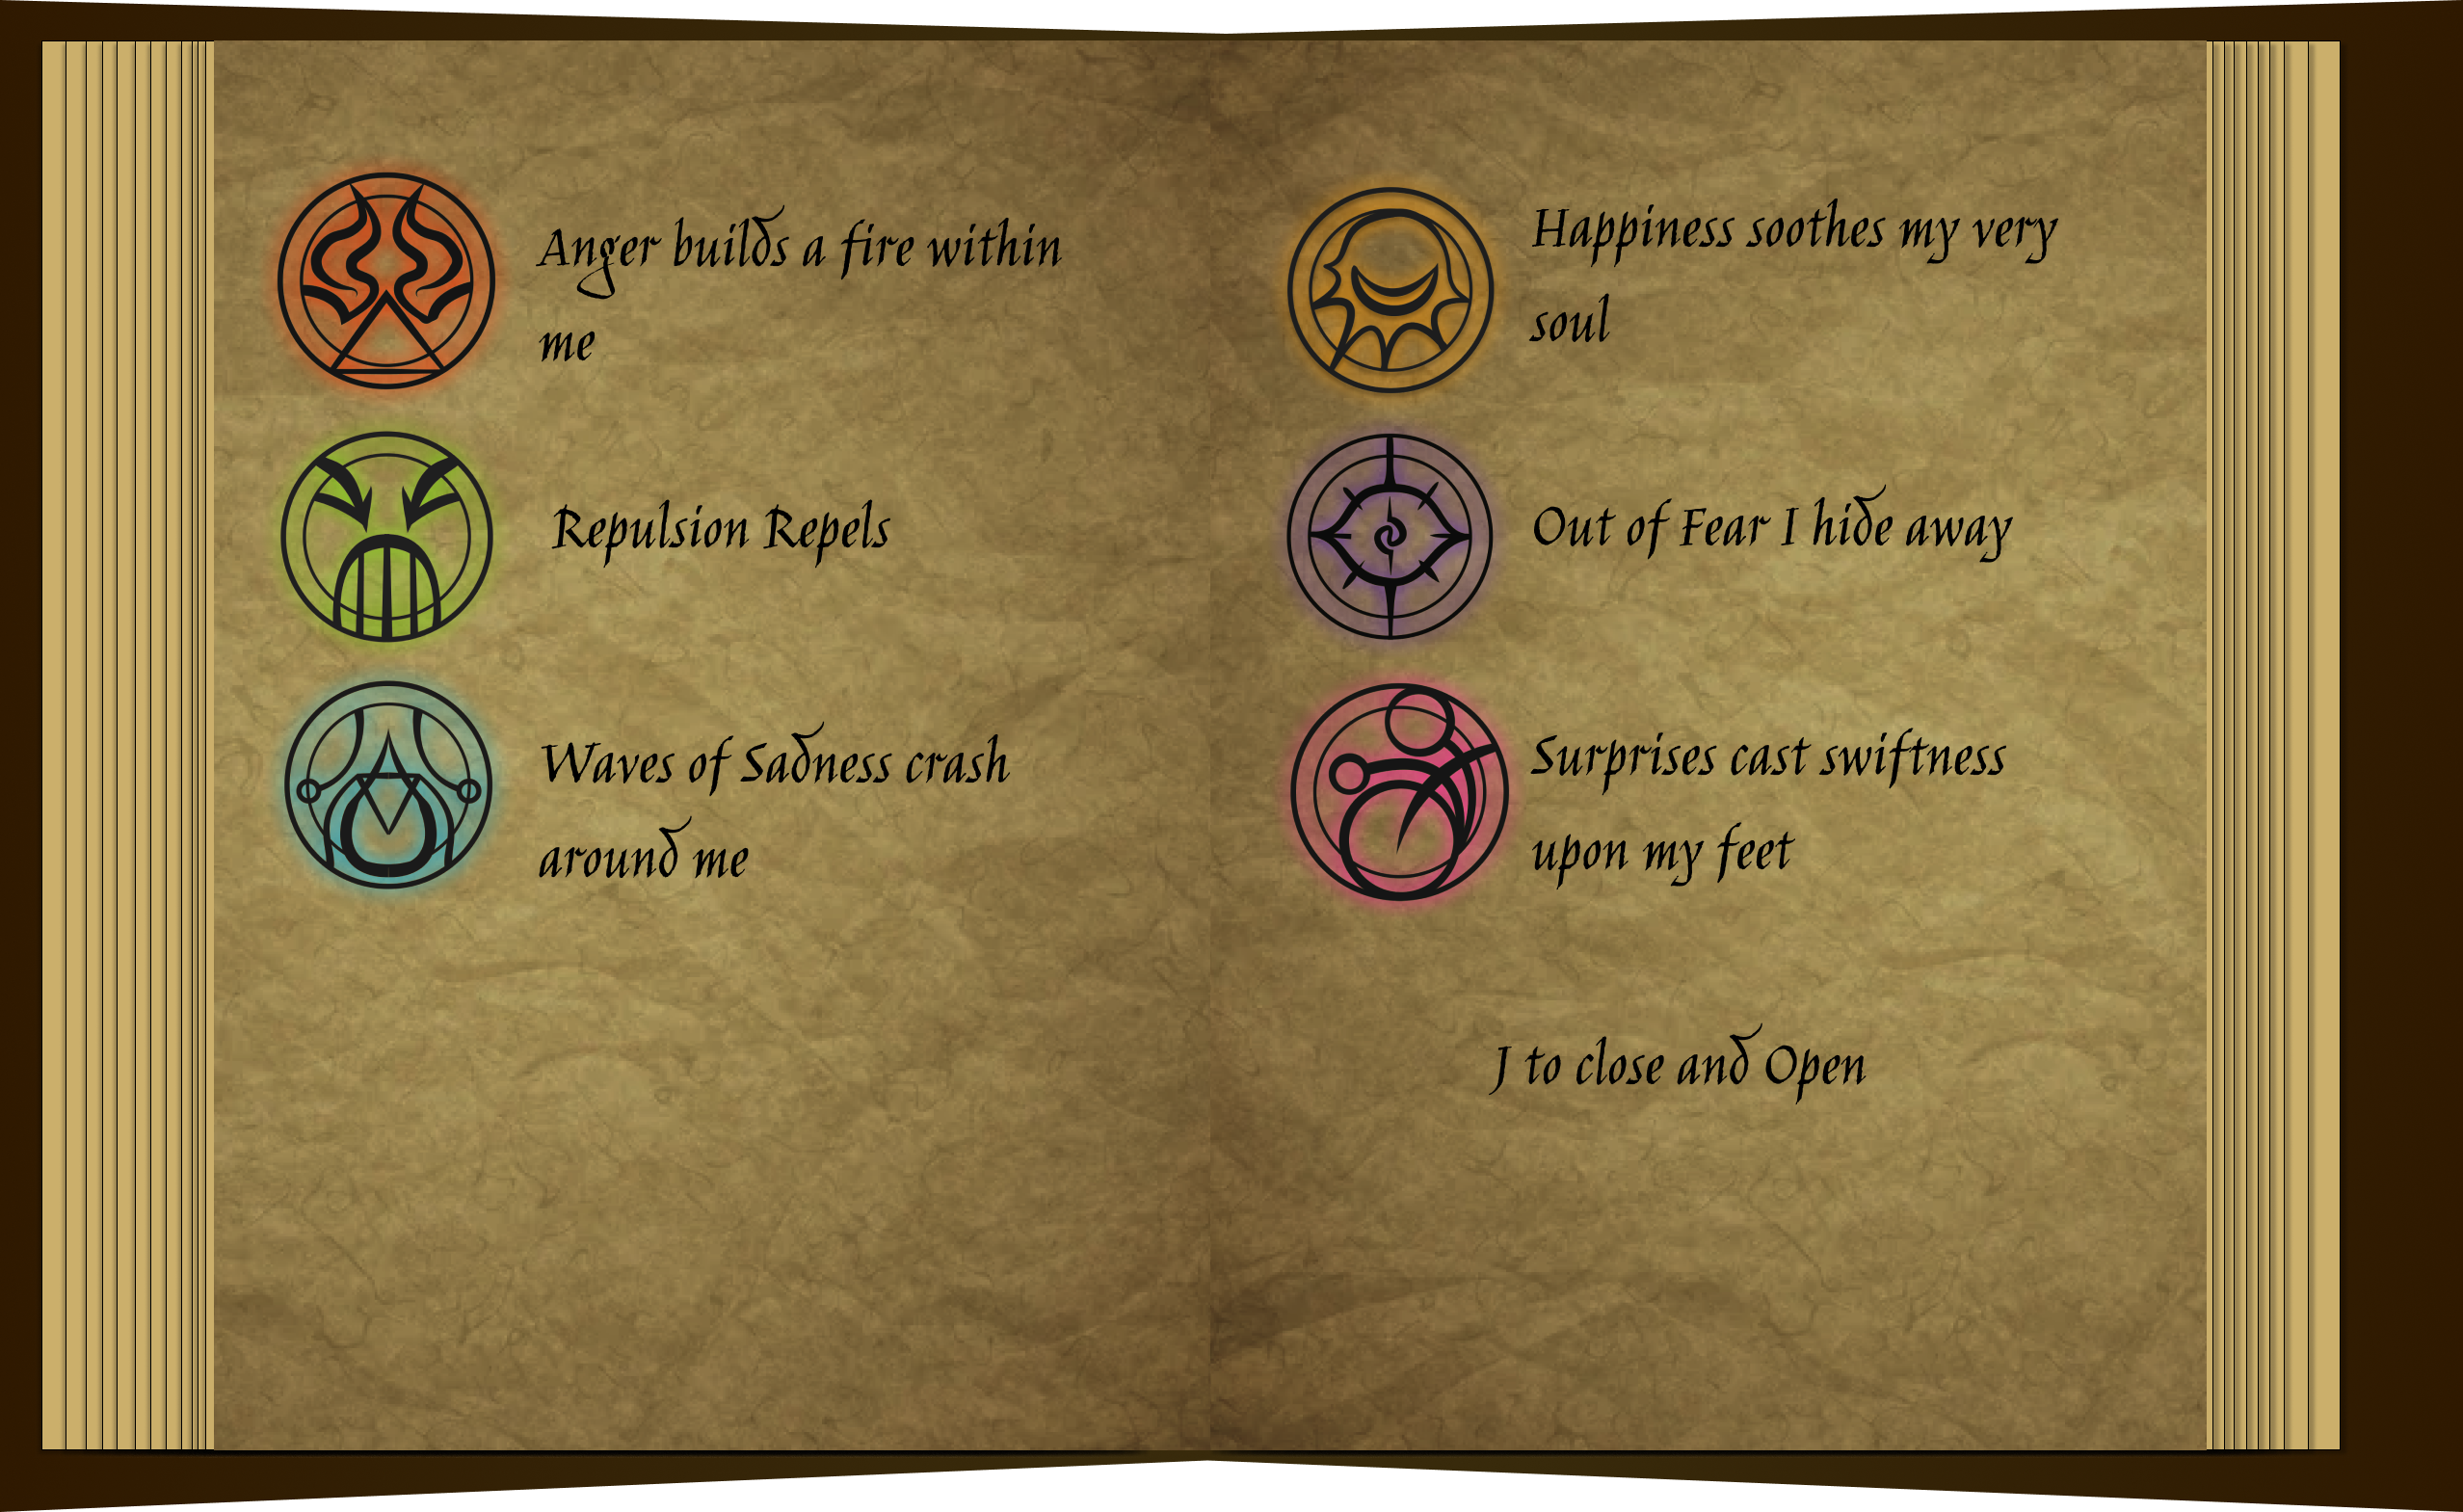 Anger builds a fire within
me
Repulsion Repels
Waves of Sadness crash
around me
Happiness soothes my very
soul
Out of Fear I hide away
Surprises cast swiftness
upon my feet
J to close and Open